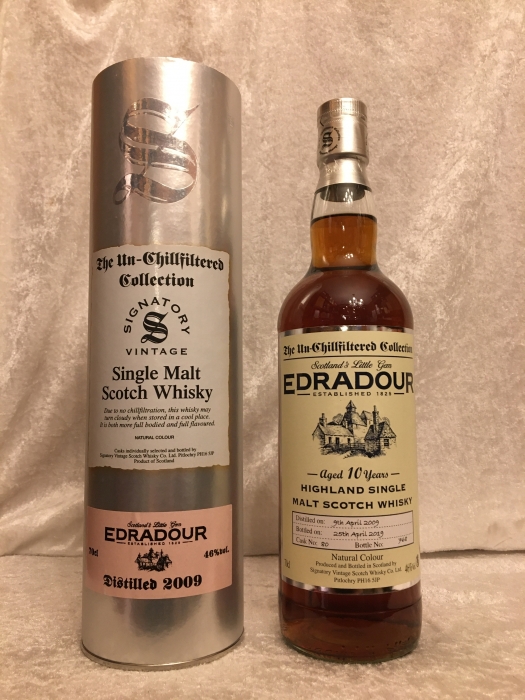 S
The Un-Chillfiltered
Collection
SIGNATORY
S
VINTAGE
Single Malt
Scotch Whisky
Due to no chillfiltration, this whisky may
turn cloudy when stored in a cool place.
It is both more full bodied and full flavoured.
NATURAL COLOUR
Casks individually selected and bottled by
Signatory Vintage Scotch Whisky Co. Ltd. Pitlochry PH16 5JP
Product of Scotland
Scotland's Little Gem
EDRADOUR
ESTABLISHED 1825
70cl
46%vol.
Distilled 2009
S
The Un-Chillfiltered Collection
Scotland's Little Gem
EDRADOUR
ESTABLISHED 1825
Aged 10 Years
HIGHLAND SINGLE
MALT SCOTCH WHISKY
Distilled on: 9th April 2009
Bottled on: 25th April 2019
Cask No: 80 Bottle No:
Natural Colour
Produced and Bottled in Scotland by
70cl Signatory Vintage Scotch Whisky Co. Ltd.
Pitlochry PH16 5JP